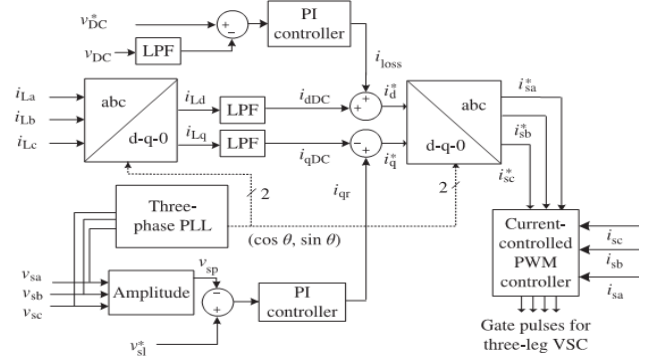 v*DC
PI
controller
vDC
LPF
iloss
iLa
iLb
iLc
abc
d-q-0
iLd
LPF
idDC
i*d
iLq
LPF
iqDC
i*q
abc
d-q-0
i*sa
i*sb
i*sc
2
2
iqr
Three-
phase PLL
(cos θ, sin θ)
Current-
controlled
PWM
controller
isc
isb
isa
vsa
vsb
vsc
Amplitude
vsp
PI
controller
v*sl
Gate pulses for
three-leg VSC